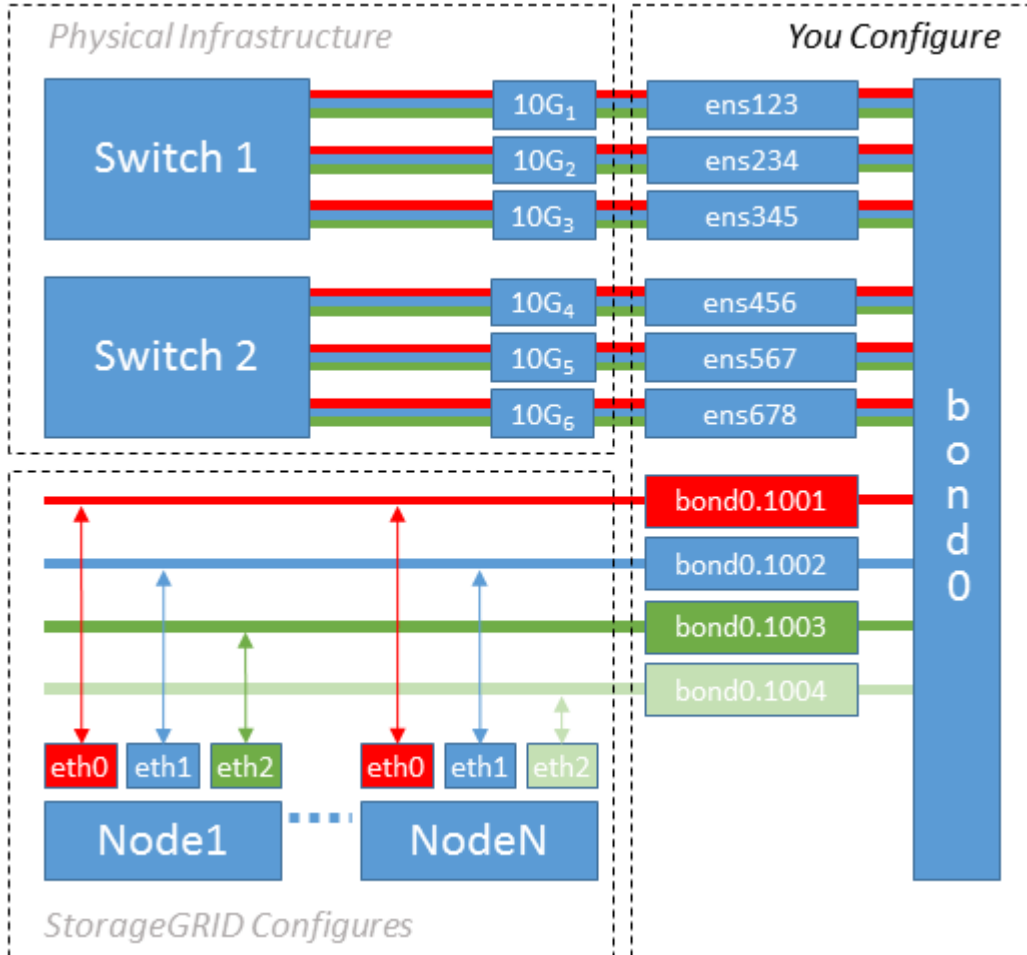 Physical Infrastructure
You Configure
Switch 1
10G₁
ens123
10G₂
ens234
10G₃
ens345
Switch 2
10G₄
ens456
10G₅
ens567
10G₆
ens678
bond0
bond0.1001
bond0.1002
bond0.1003
bond0.1004
eth0 eth1 eth2
eth0 eth1 eth2
Node1
NodeN
StorageGRID Configures